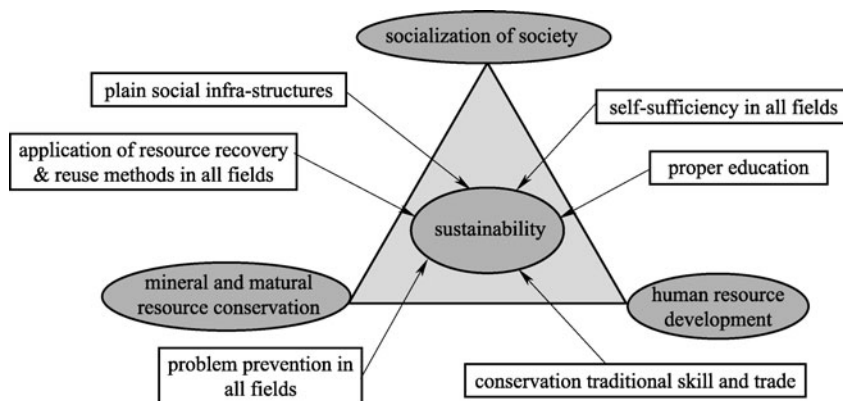 socialization of society
plain social infra-structures
self-sufficiency in all fields
application of resource recovery
& reuse methods in all fields
proper education
sustainability
mineral and matural
resource conservation
human resource
development
problem prevention in
all fields
conservation traditional skill and trade